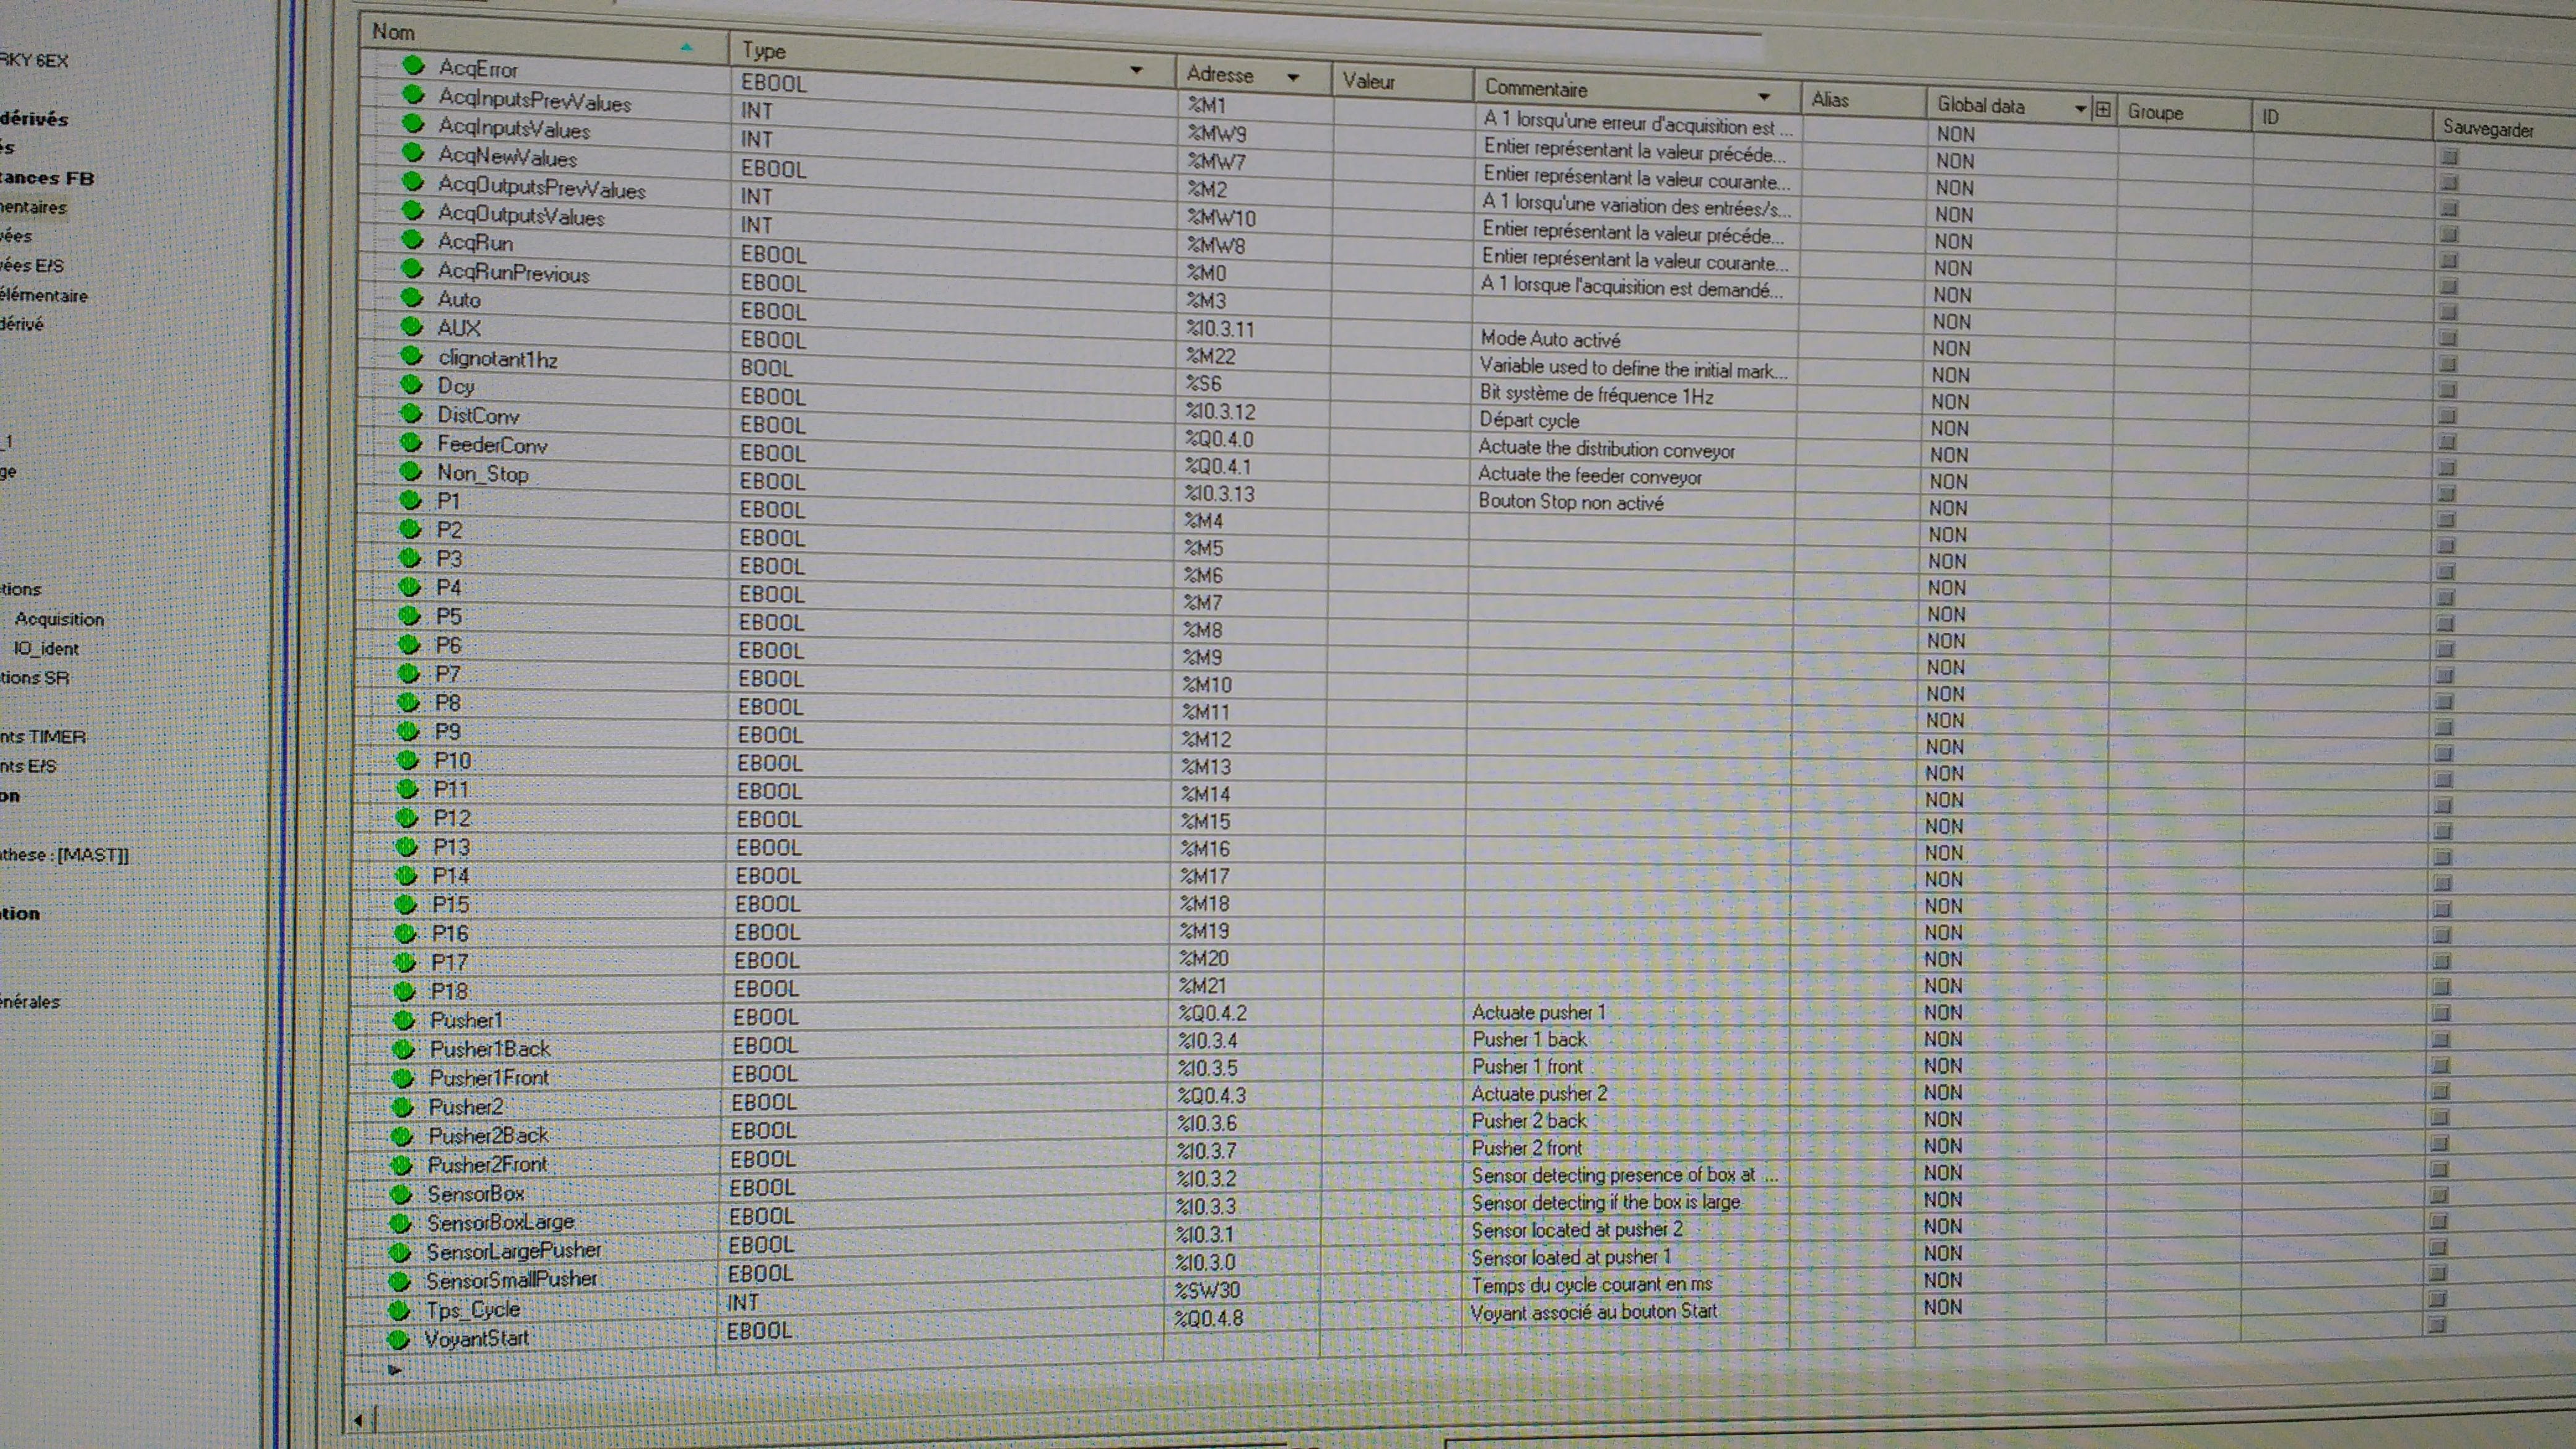 Nom Type Adresse Valeur Commentaire Alias Global data Groupe ID Sauvegarder
AcqError EBOOL %M1 A 1 lorsqu'une erreur d'acquisition est ... NON
AcqInputsPrevValues INT %MW9 Entier représentant la valeur précéde... NON
AcqInputsValues INT %MW7 Entier représentant la valeur courante... NON
AcqNewValues EBOOL %M2 A 1 lorsqu'une variation des entrées/s... NON
AcqOutputsPrevValues INT %MW10 Entier représentant la valeur précéde... NON
AcqOutputsValues INT %MW8 Entier représentant la valeur courante... NON
AcqRun EBOOL %M0 A 1 lorsque l'acquisition est demandé... NON
AcqRunPrevious EBOOL %M3 NON
Auto EBOOL %I0.3.11 Mode Auto activé NON
AUX EBOOL %M22 Variable used to define the initial mark... NON
clignotant1hz BOOL %S6 Bit système de fréquence 1Hz NON
Dcy EBOOL %I0.3.12 Départ cycle NON
DistConv EBOOL %Q0.4.0 Actuate the distribution conveyor NON
FeederConv EBOOL %Q0.4.1 Actuate the feeder conveyor NON
Non_Stop EBOOL %I0.3.13 Bouton Stop non activé NON
P1 EBOOL %M4 NON
P2 EBOOL %M5 NON
P3 EBOOL %M6 NON
P4 EBOOL %M7 NON
P5 EBOOL %M8 NON
P6 EBOOL %M9 NON
P7 EBOOL %M10 NON
P8 EBOOL %M11 NON
P9 EBOOL %M12 NON
P10 EBOOL %M13 NON
P11 EBOOL %M14 NON
P12 EBOOL %M15 NON
P13 EBOOL %M16 NON
P14 EBOOL %M17 NON
P15 EBOOL %M18 NON
P16 EBOOL %M19 NON
P17 EBOOL %M20 NON
P18 EBOOL %M21 NON
Pusher1 EBOOL %Q0.4.2 Actuate pusher 1 NON
Pusher1Back EBOOL %I0.3.4 Pusher 1 back NON
Pusher1Front EBOOL %I0.3.5 Pusher 1 front NON
Pusher2 EBOOL %Q0.4.3 Actuate pusher 2 NON
Pusher2Back EBOOL %I0.3.6 Pusher 2 back NON
Pusher2Front EBOOL %I0.3.7 Pusher 2 front NON
SensorBox EBOOL %I0.3.2 Sensor detecting presence of box at ... NON
SensorBoxLarge EBOOL %I0.3.3 Sensor detecting if the box is large NON
SensorLargePusher EBOOL %I0.3.1 Sensor located at pusher 2 NON
SensorSmallPusher EBOOL %I0.3.0 Sensor loated at pusher 1 NON
Tps_Cycle INT %SW30 Temps du cycle courant en ms NON
VoyantStart EBOOL %Q0.4.8 Voyant associé au bouton Start NON
RKY 6EX
dérivés
és
tances FB
nentaires
vées
vées E/S
élémentaire
dérivé
_1
ge
tions
Acquisition
IO_ident
tions SR
nts TIMER
nts E/S
on
these : [MAST]]
tion
énérales